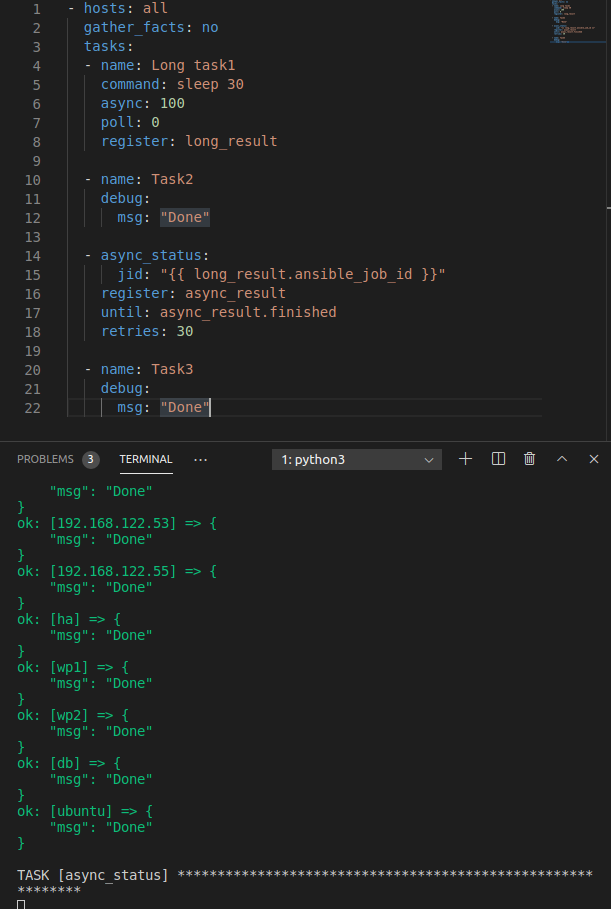 1 - hosts: all
2 gather_facts: no
3 tasks:
4 - name: Long task1
5 command: sleep 30
6 async: 100
7 poll: 0
8 register: long_result
9
10 - name: Task2
11 debug:
12 msg: "Done"
13
14 - async_status:
15 jid: "{{ long_result.ansible_job_id }}"
16 register: async_result
17 until: async_result.finished
18 retries: 30
19
20 - name: Task3
21 debug:
22 msg: "Done"
PROBLEMS 3 TERMINAL ··· 1: python3
"msg": "Done"
}
ok: [192.168.122.53] => {
"msg": "Done"
}
ok: [192.168.122.55] => {
"msg": "Done"
}
ok: [ha] => {
"msg": "Done"
}
ok: [wp1] => {
"msg": "Done"
}
ok: [wp2] => {
"msg": "Done"
}
ok: [db] => {
"msg": "Done"
}
ok: [ubuntu] => {
"msg": "Done"
}
TASK [async_status] ****************************************************
********